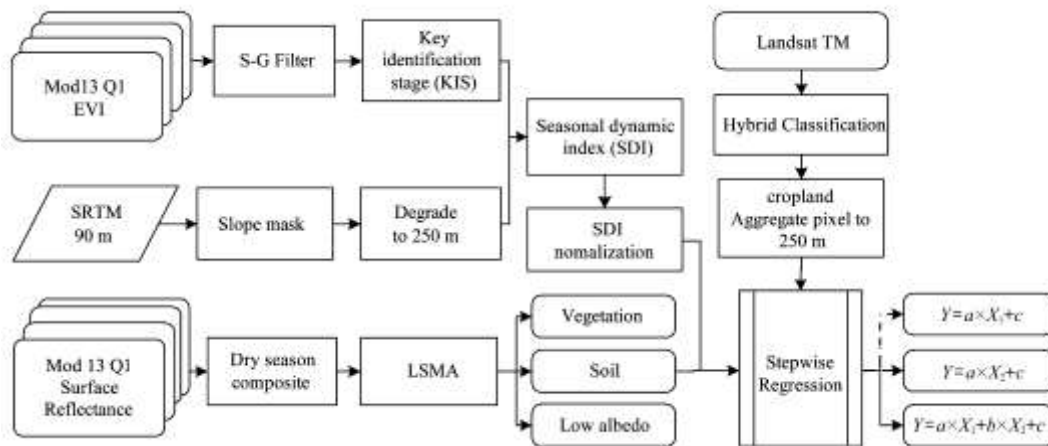 Mod13 Q1
EVI
S-G Filter
Key
identification
stage (KIS)
Landsat TM
Hybrid Classification
Seasonal dynamic
index (SDI)
SRTM
90 m
Slope mask
Degrade
to 250 m
cropland
Aggregate pixel to
250 m
SDI
nomalization
Mod 13 Q1
Surface
Reflectance
Dry season
composite
LSMA
Vegetation
Soil
Low albedo
Stepwise
Regression
Y=a×X₁+c
Y=a×X₂+c
Y=a×X₁+b×X₂+c